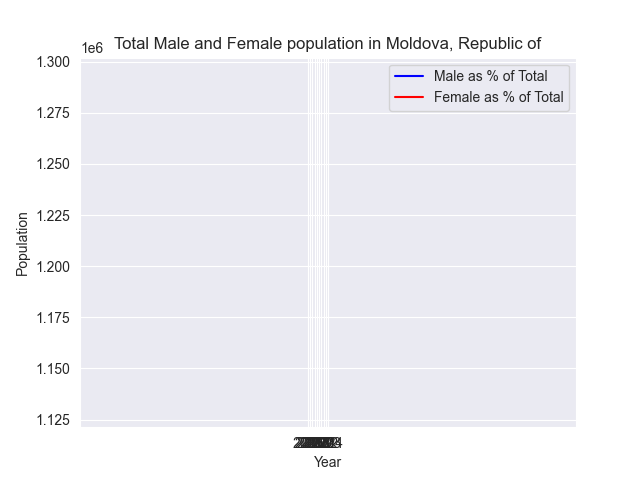 Total Male and Female population in Moldova, Republic of
1e6
1.300
1.275
1.250
1.225
1.200
1.175
1.150
1.125
Male as % of Total
Female as % of Total
Population
Year